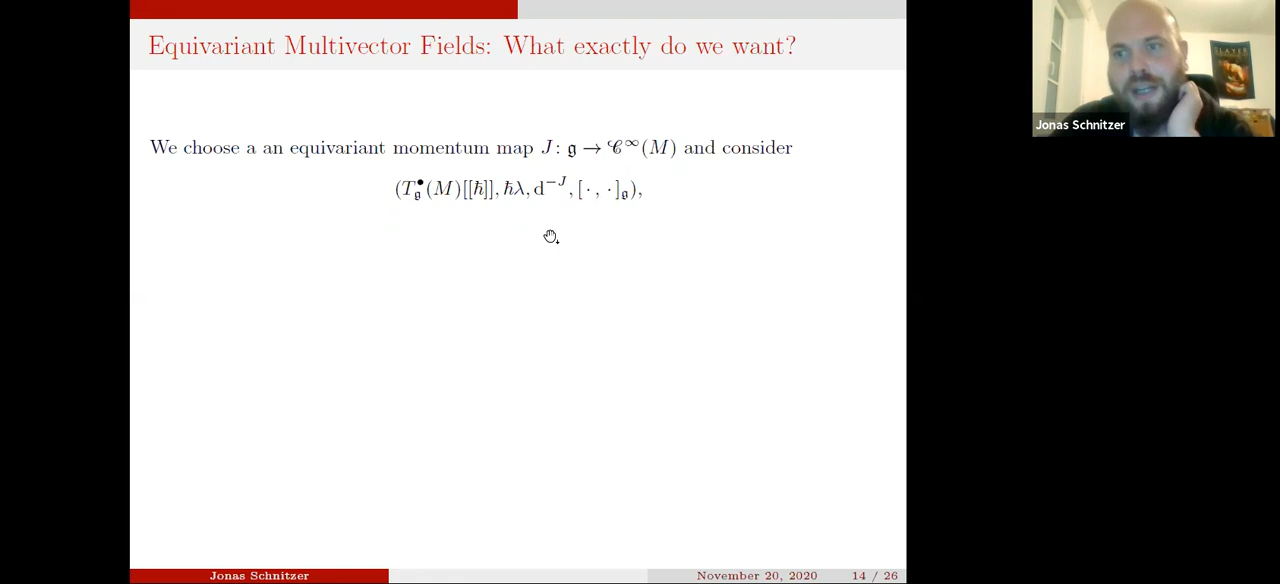 Equivariant Multivector Fields: What exactly do we want?
We choose a an equivariant momentum map J: 𝔤 → 𝒞^∞(M) and consider
(T_𝔤^•(M)[[ℏ]], ℏλ, d^{−J}, [·, ·]_𝔤),
Jonas Schnitzer
SLAYER
Jonas Schnitzer November 20, 2020 14 / 26